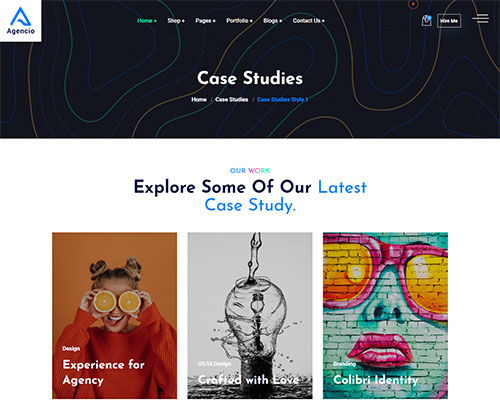 Agencio
Home + Shop + Pages + Portfolio + Blogs + Contact Us +
Hire Me
Case Studies
Home / Case Studies / Case Studies Style 1
OUR WORK
Explore Some Of Our Latest
Case Study.
Design
Experience for
Agency
UX/UI Design
Crafted with Love
Branding
Colibri Identity